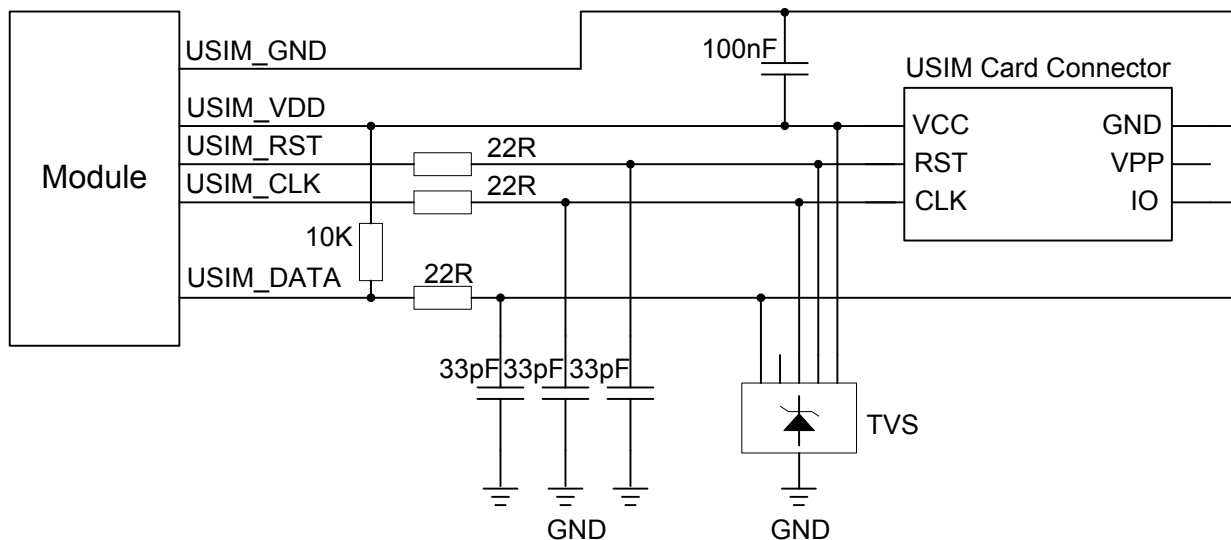 USIM_GND
100nF
USIM Card Connector
USIM_VDD
VCC GND
USIM_RST 22R
RST VPP
Module
USIM_CLK 22R
CLK IO
10K
USIM_DATA 22R
33pF 33pF 33pF
TVS
GND GND